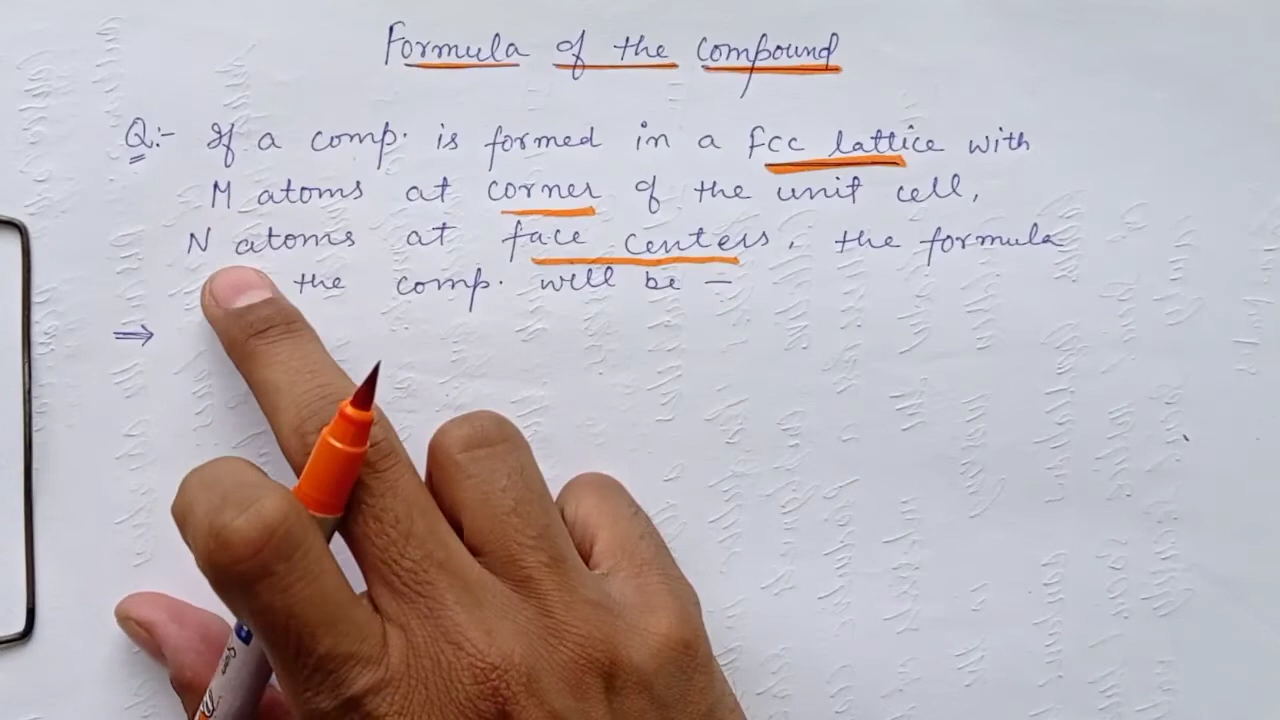 Formula of the compound
Q:- If a comp. is formed in a fcc lattice with
M atoms at corner of the unit cell,
N atoms at face centers, the formula
the comp. will be —
⇒